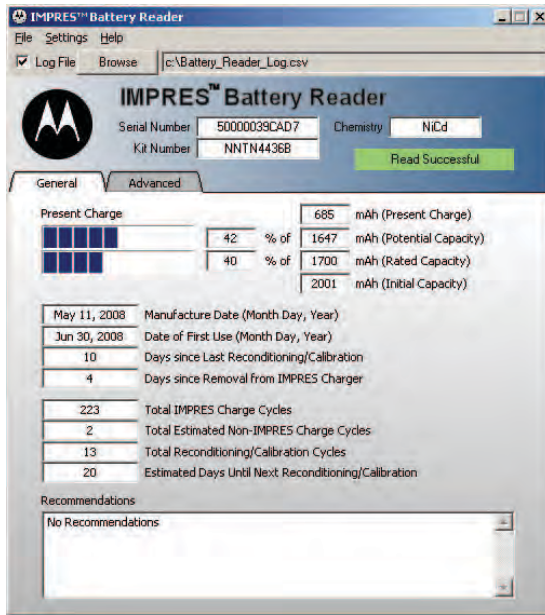 IMPRES™ Battery Reader
File Settings Help
Log File Browse c:\Battery_Reader_Log.csv
IMPRES™ Battery Reader
Serial Number 50000039CAD7 Chemistry NiCd
Kit Number NNTN4436B
Read Successful
General Advanced
Present Charge
685 mAh (Present Charge)
42 % of 1647 mAh (Potential Capacity)
40 % of 1700 mAh (Rated Capacity)
2001 mAh (Initial Capacity)
May 11, 2008 Manufacture Date (Month Day, Year)
Jun 30, 2008 Date of First Use (Month Day, Year)
10 Days since Last Reconditioning/Calibration
4 Days since Removal from IMPRES Charger
223 Total IMPRES Charge Cycles
2 Total Estimated Non-IMPRES Charge Cycles
13 Total Reconditioning/Calibration Cycles
20 Estimated Days Until Next Reconditioning/Calibration
Recommendations
No Recommendations